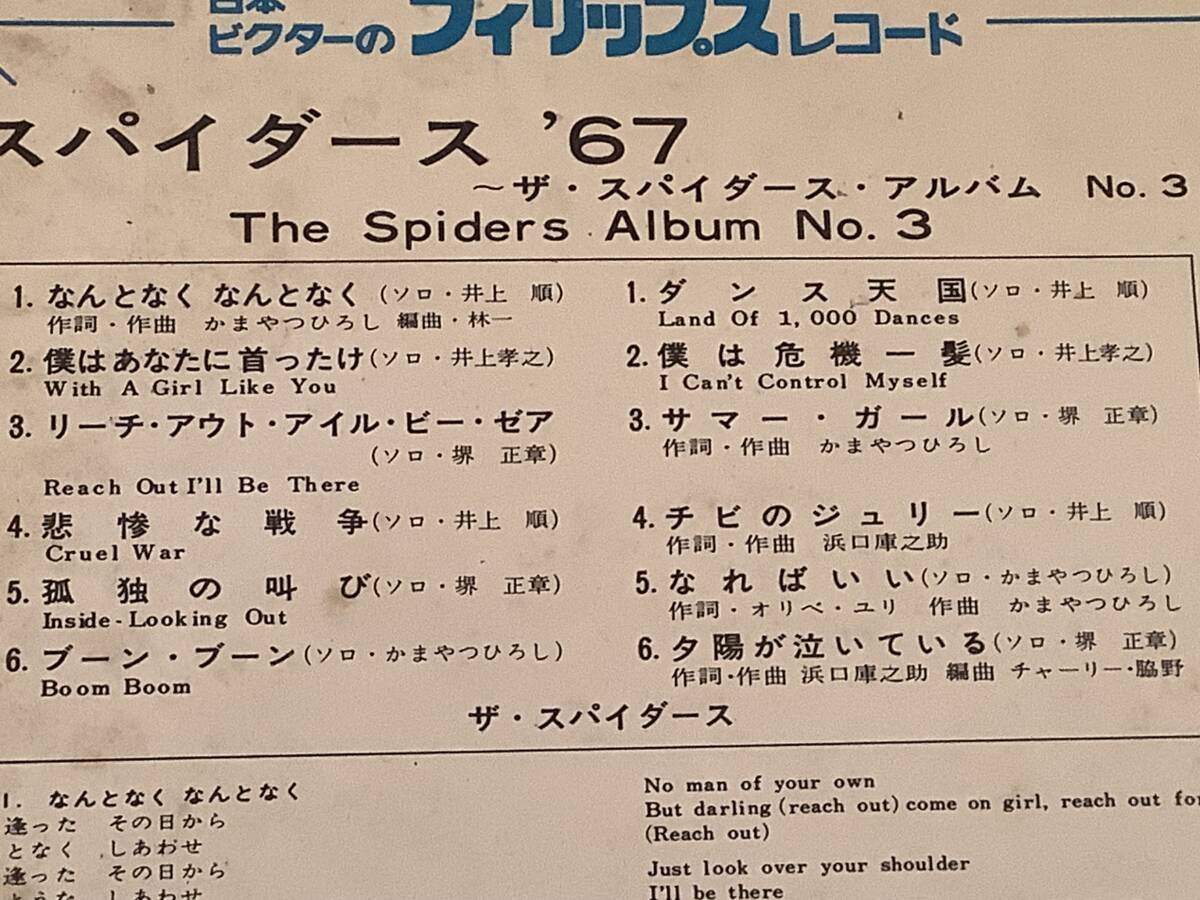 日本
ビクターの フィリップス レコード
スパイダース ’67
～ザ・スパイダース・アルバム No. 3
The Spiders Album No. 3
1. なんとなく なんとなく (ソロ・井上 順)
作詞・作曲 かまやつひろし 編曲・林一
2. 僕はあなたに首ったけ(ソロ・井上孝之)
With A Girl Like You
3. リーチ・アウト・アイル・ビー・ゼア
(ソロ・堺 正章)
Reach Out I'll Be There
4. 悲惨な戦争(ソロ・井上 順)
Cruel War
5. 孤独の叫び(ソロ・堺 正章)
Inside-Looking Out
6. ブーン・ブーン(ソロ・かまやつひろし)
Boom Boom
1. ダンス天国(ソロ・井上 順)
Land Of 1,000 Dances
2. 僕は危機一髪(ソロ・井上孝之)
I Can't Control Myself
3. サマー・ガール(ソロ・堺 正章)
作詞・作曲 かまやつひろし
4. チビのジュリー(ソロ・井上 順)
作詞・作曲 浜口庫之助
5. なればいい(ソロ・かまやつひろし)
作詞・オリベ・ユリ 作曲 かまやつひろし
6. 夕陽が泣いている(ソロ・堺 正章)
作詞・作曲 浜口庫之助 編曲 チャーリー・脇野
ザ・スパイダース
1. なんとなく なんとなく
逢った その日から
となく しあわせ
逢った その日から
しあわせ
No man of your own
But darling (reach out) come on girl, reach out for
(Reach out)
Just look over your shoulder
I'll be there